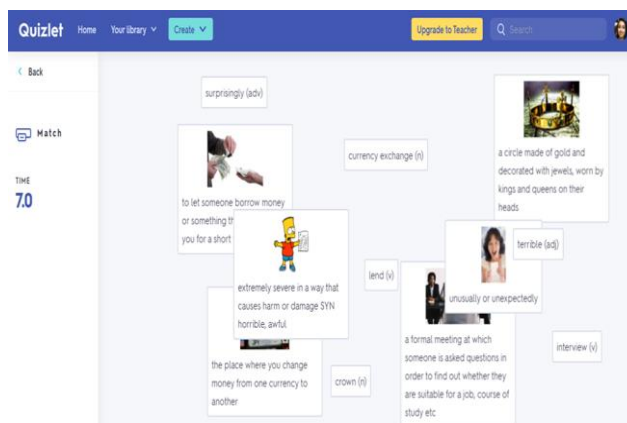 Quizlet Home Your library Create Upgrade to Teacher Search
Back
Match
TIME
7.0
surprisingly (adv)
currency exchange (n)
a circle made of gold and
decorated with jewels, worn by
kings and queens on their
heads
to let someone borrow money
or something th
you for a short
extremely severe in a way that
causes harm or damage SYN
horrible, awful
lend (v)
terrible (adj)
unusually or unexpectedly
the place where you change
money from one currency to
another
crown (n)
a formal meeting at which
someone is asked questions in
order to find out whether they
are suitable for a job, course of
study etc
interview (v)